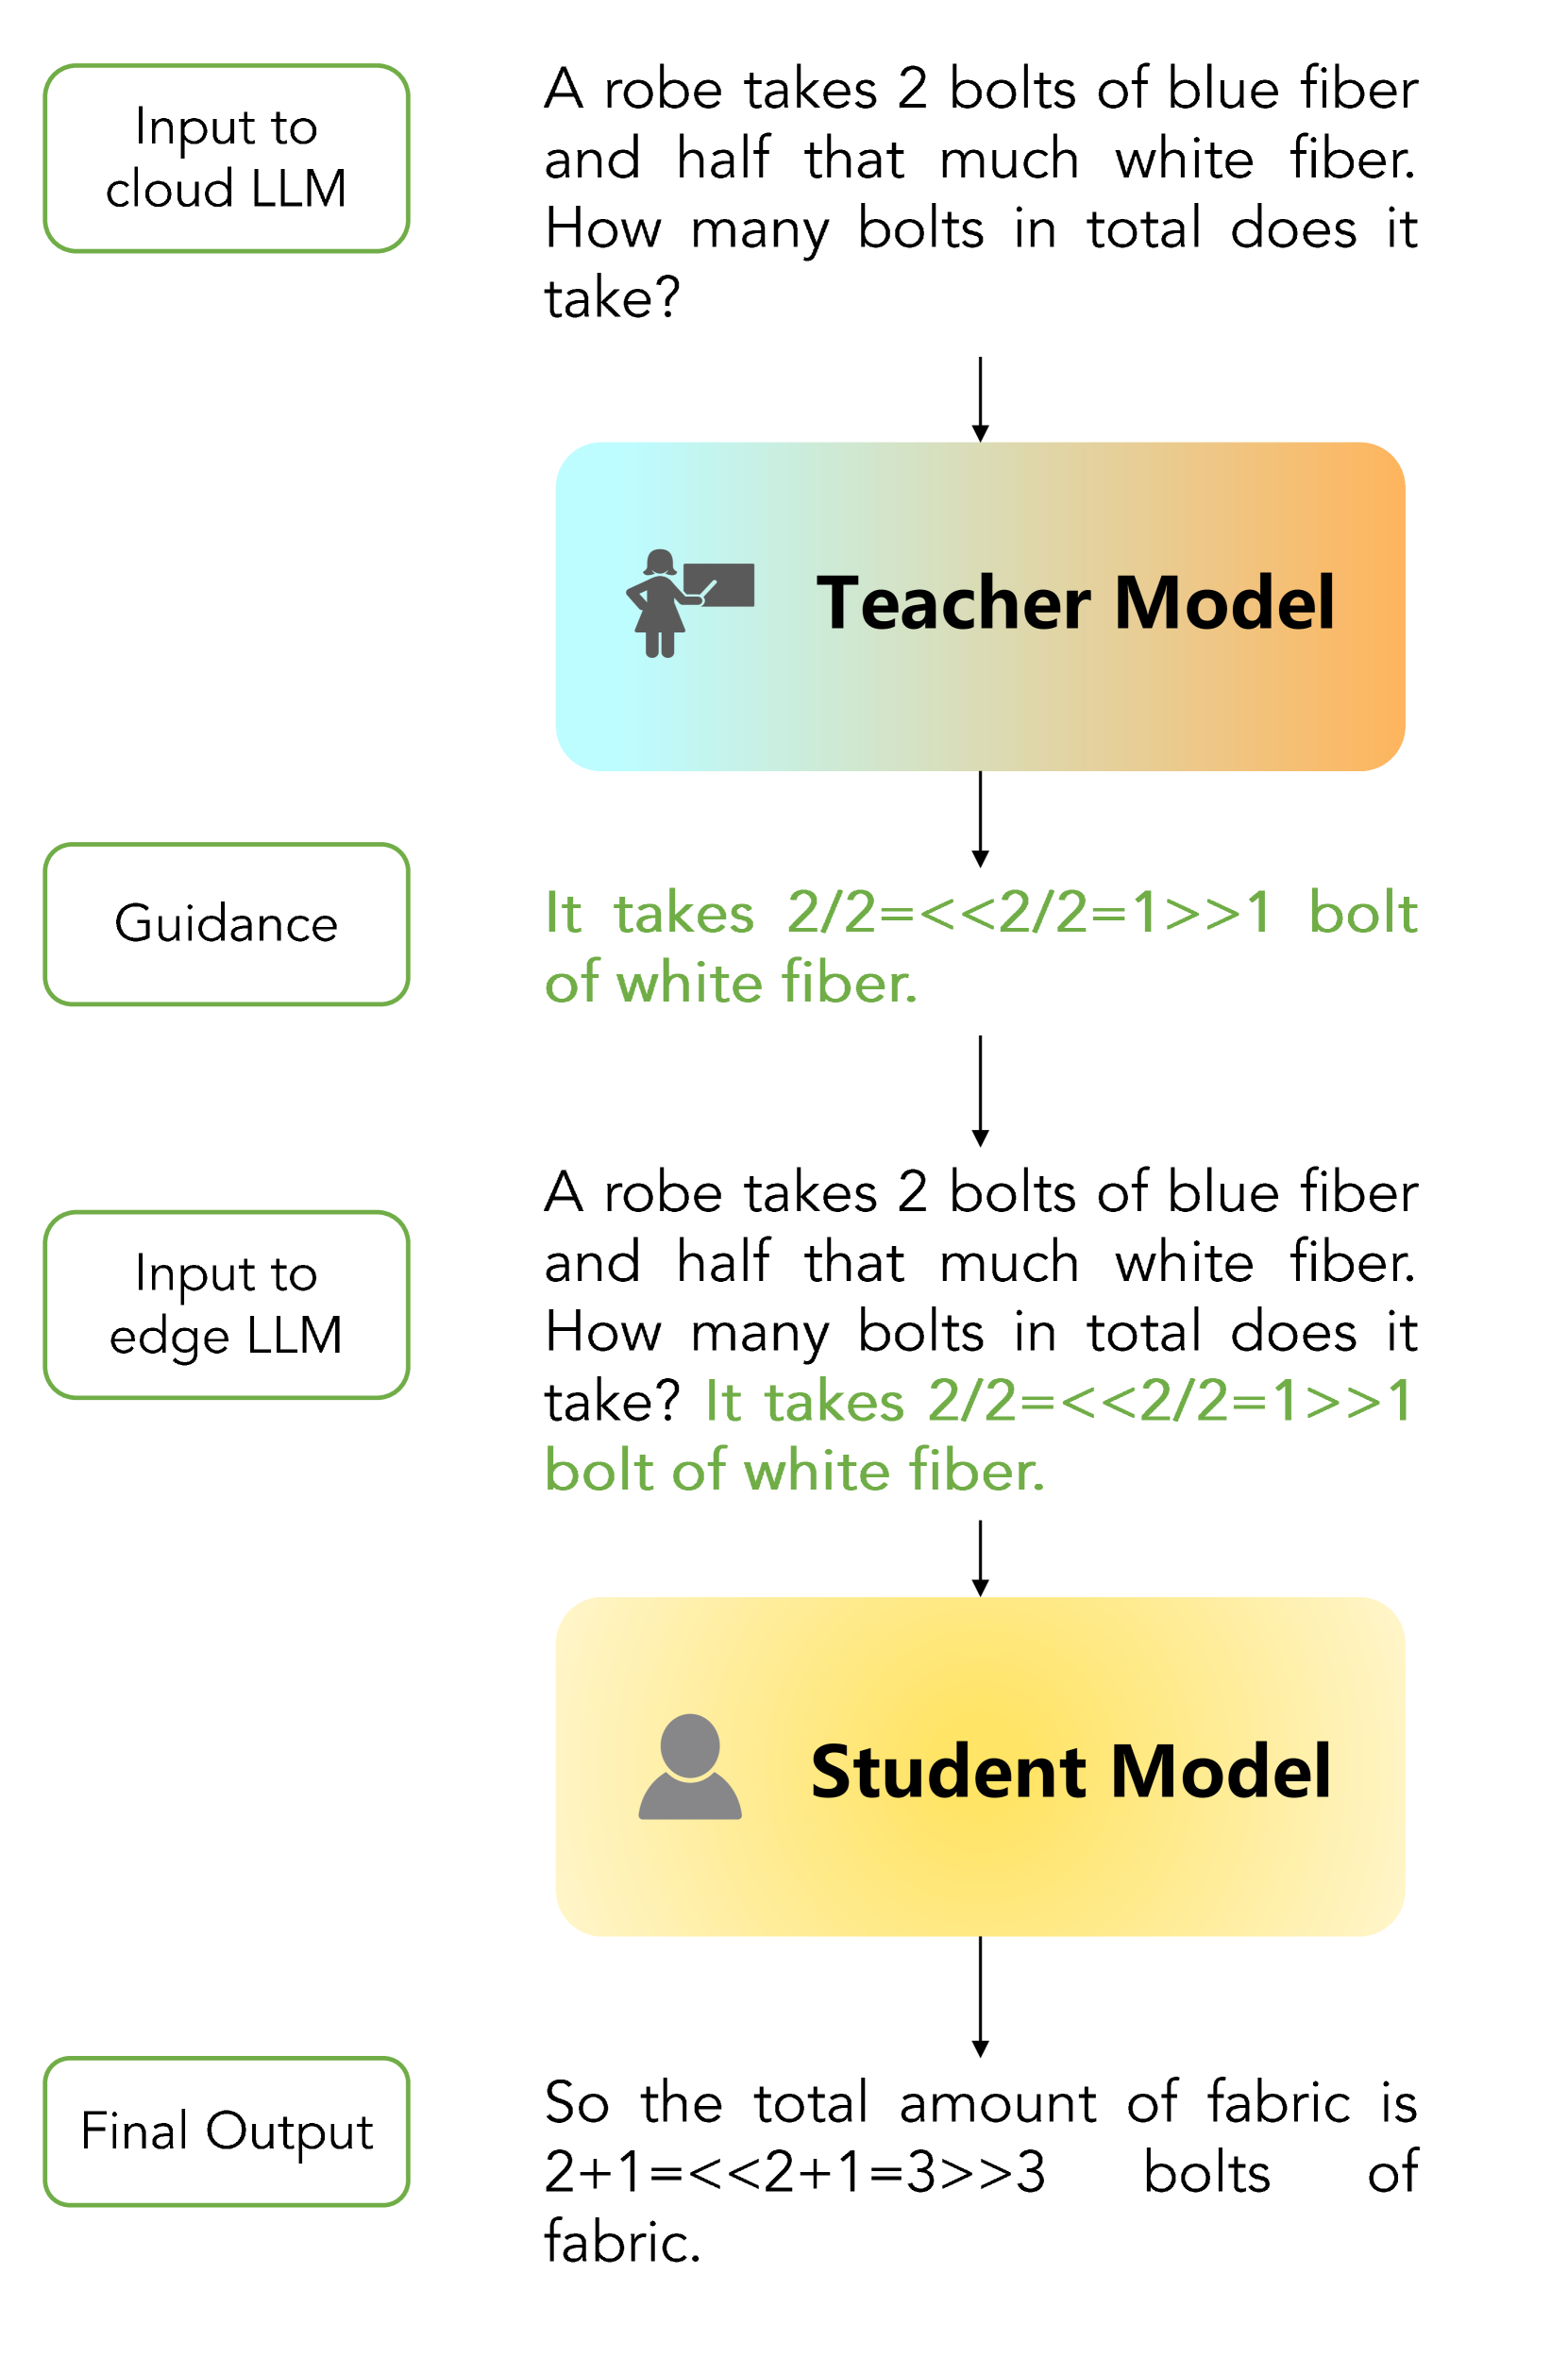 Input to
cloud LLM
A robe takes 2 bolts of blue fiber
and half that much white fiber.
How many bolts in total does it
take?
Teacher Model
Guidance
It takes 2/2=<<2/2=1>>1 bolt
of white fiber.
Input to
edge LLM
A robe takes 2 bolts of blue fiber
and half that much white fiber.
How many bolts in total does it
take? It takes 2/2=<<2/2=1>>1
bolt of white fiber.
Student Model
Final Output
So the total amount of fabric is
2+1=<<2+1=3>>3 bolts of
fabric.